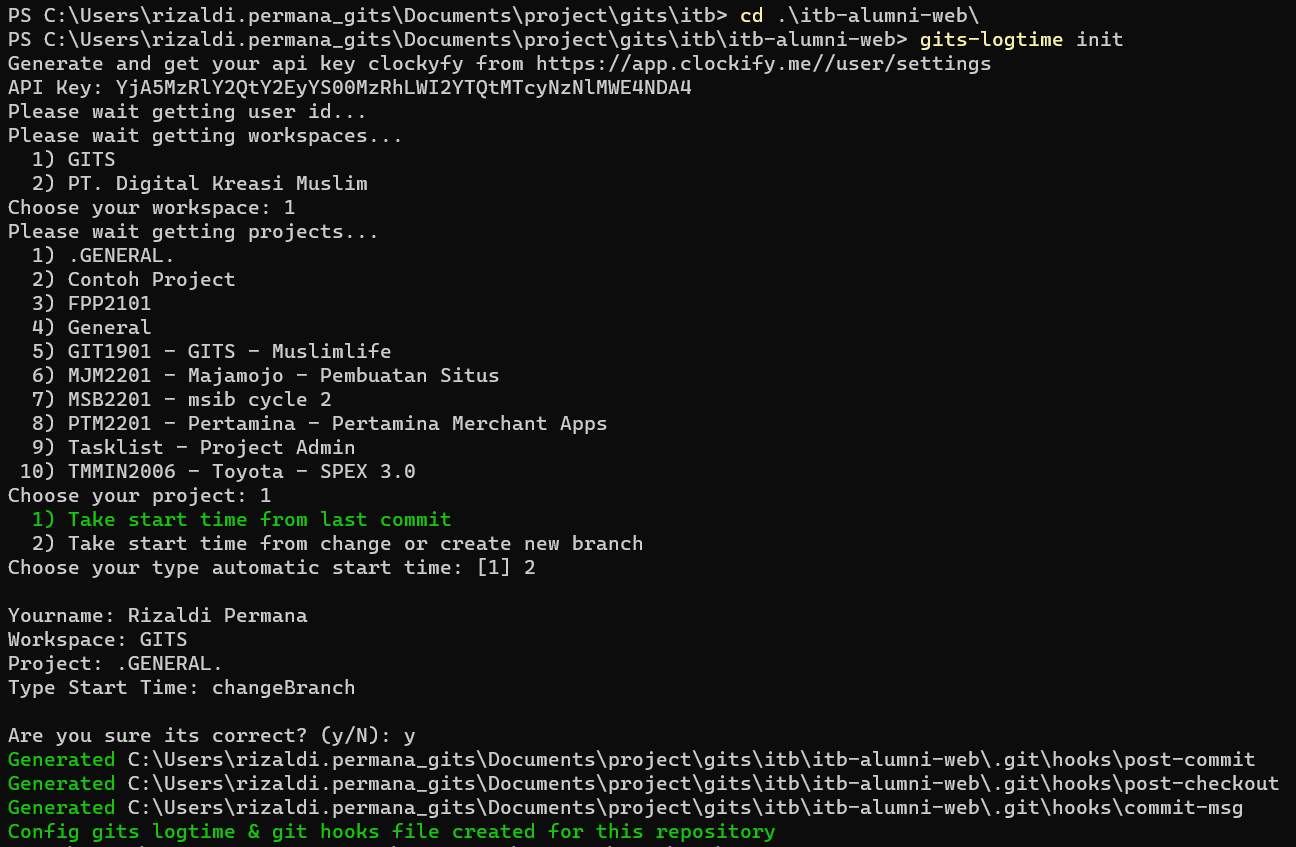 PS C:\Users\rizaldi.permana_gits\Documents\project\gits\itb> cd .\itb-alumni-web\
PS C:\Users\rizaldi.permana_gits\Documents\project\gits\itb\itb-alumni-web> gits-logtime init
Generate and get your api key clockyfy from https://app.clockify.me//user/settings
API Key: YjA5MzRlY2QtY2EyYS00MzRhLWI2YTQtMTcyNzNlMWE4NDA4
Please wait getting user id...
Please wait getting workspaces...
  1) GITS
  2) PT. Digital Kreasi Muslim
Choose your workspace: 1
Please wait getting projects...
  1) .GENERAL.
  2) Contoh Project
  3) FPP2101
  4) General
  5) GIT1901 - GITS - Muslimlife
  6) MJM2201 - Majamojo - Pembuatan Situs
  7) MSB2201 - msib cycle 2
  8) PTM2201 - Pertamina - Pertamina Merchant Apps
  9) Tasklist - Project Admin
 10) TMMIN2006 - Toyota - SPEX 3.0
Choose your project: 1
  1) Take start time from last commit
  2) Take start time from change or create new branch
Choose your type automatic start time: [1] 2
Yourname: Rizaldi Permana
Workspace: GITS
Project: .GENERAL.
Type Start Time: changeBranch
Are you sure its correct? (y/N): y
Generated C:\Users\rizaldi.permana_gits\Documents\project\gits\itb\itb-alumni-web\.git\hooks\post-commit
Generated C:\Users\rizaldi.permana_gits\Documents\project\gits\itb\itb-alumni-web\.git\hooks\post-checkout
Generated C:\Users\rizaldi.permana_gits\Documents\project\gits\itb\itb-alumni-web\.git\hooks\commit-msg
Config gits logtime & git hooks file created for this repository